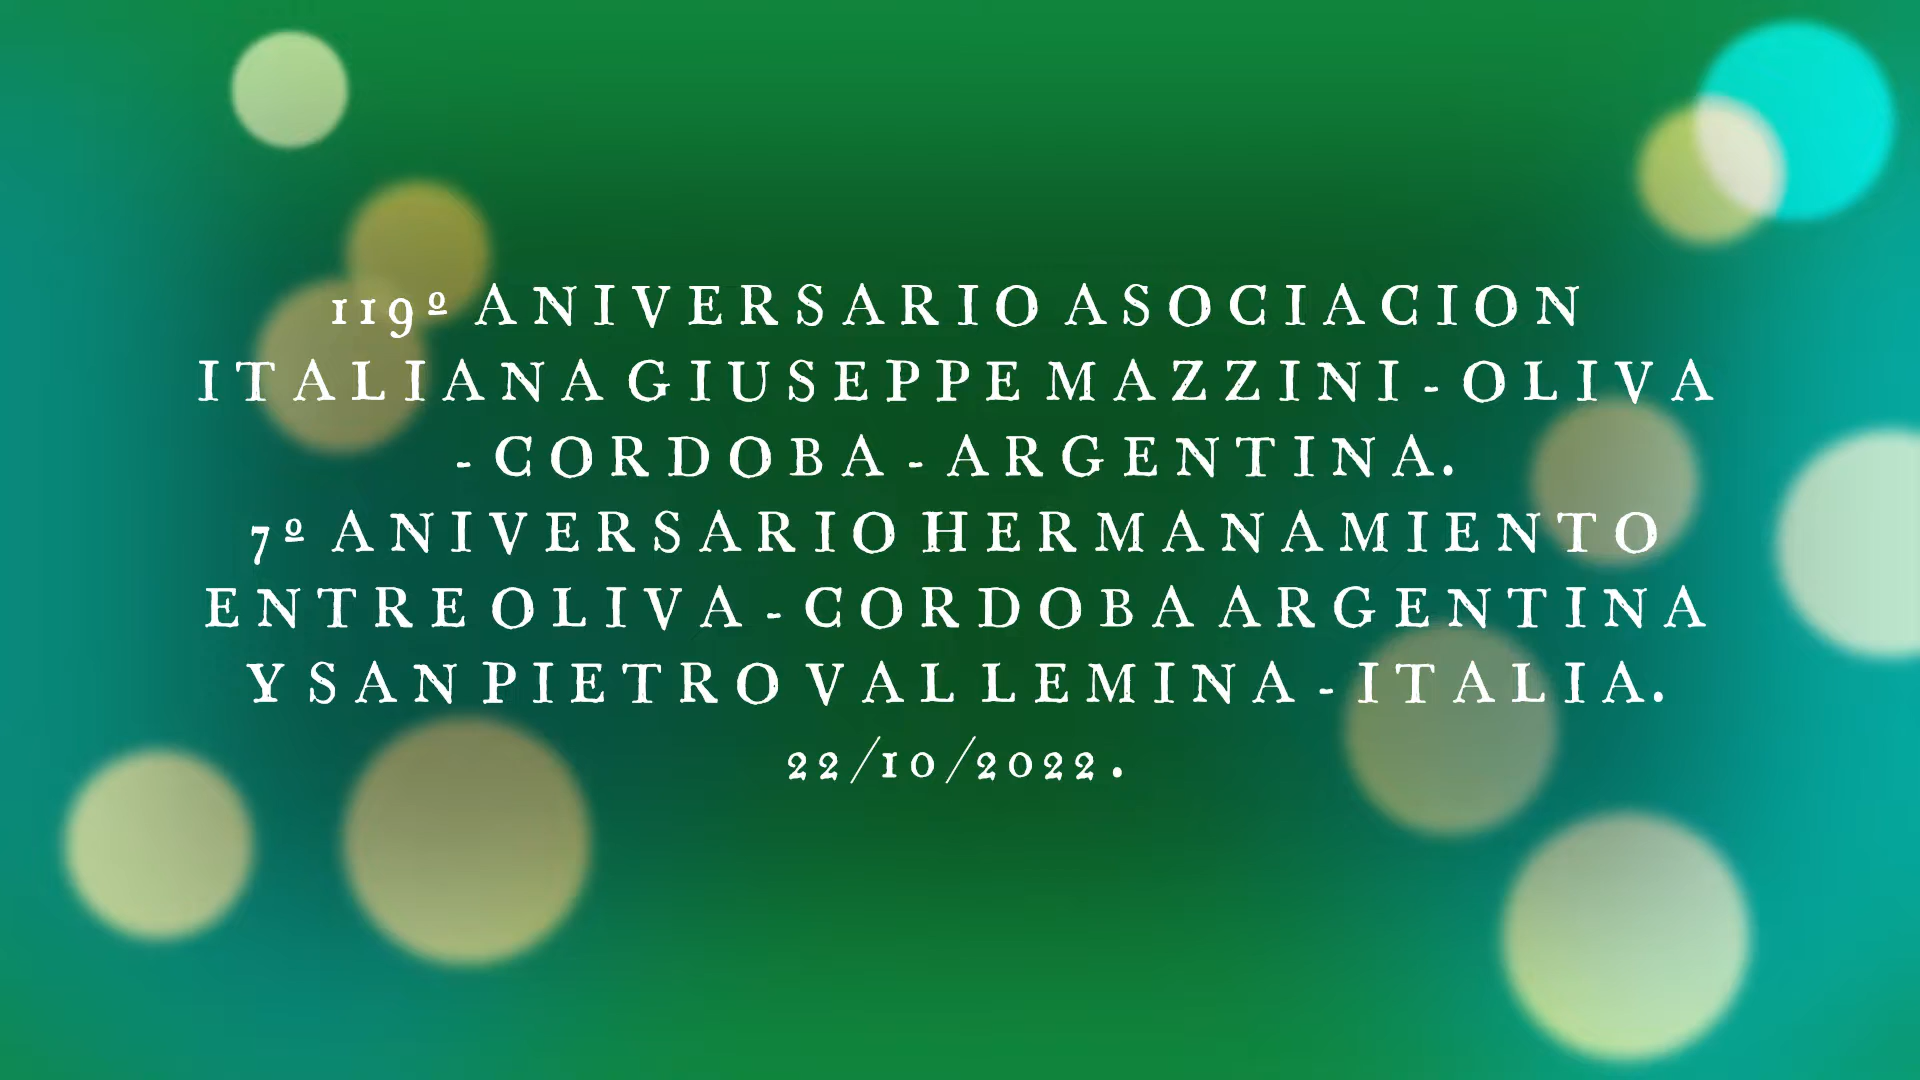 119º ANIVERSARIO ASOCIACION
ITALIANA GIUSEPPE MAZZINI - OLIVA
- CORDOBA - ARGENTINA.
7º ANIVERSARIO HERMANAMIENTO
ENTRE OLIVA - CORDOBA ARGENTINA
Y SAN PIETRO VAL LEMINA - ITALIA.
22/10/2022.